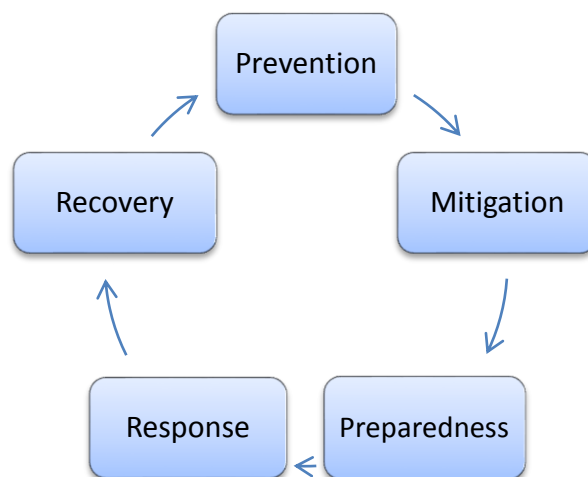 Prevention
Mitigation
Preparedness
Response
Recovery